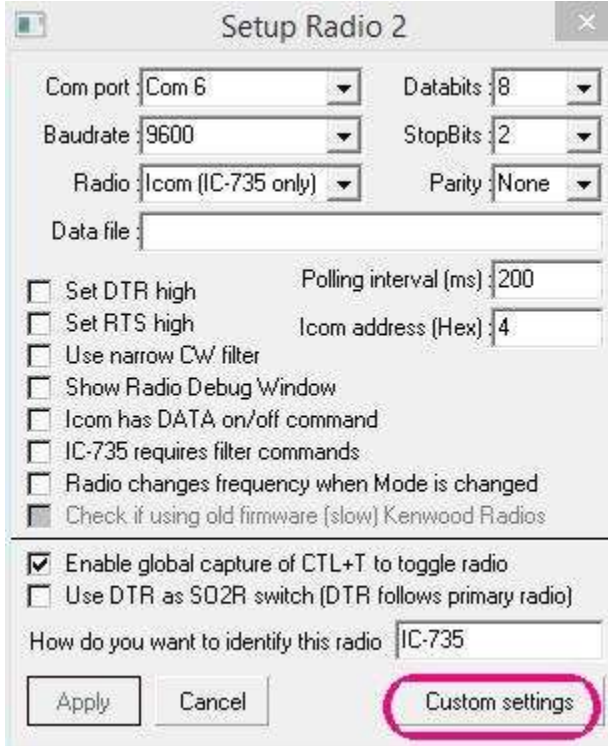 Setup Radio 2
Com port : Com 6 Databits : 8
Baudrate : 9600 StopBits : 2
Radio : Icom (IC-735 only) Parity : None
Data file :
Set DTR high Polling interval (ms) : 200
Set RTS high Icom address (Hex) : 4
Use narrow CW filter
Show Radio Debug Window
Icom has DATA on/off command
IC-735 requires filter commands
Radio changes frequency when Mode is changed
Check if using old firmware (slow) Kenwood Radios
Enable global capture of CTL+T to toggle radio
Use DTR as SO2R switch (DTR follows primary radio)
How do you want to identify this radio IC-735
Apply Cancel Custom settings